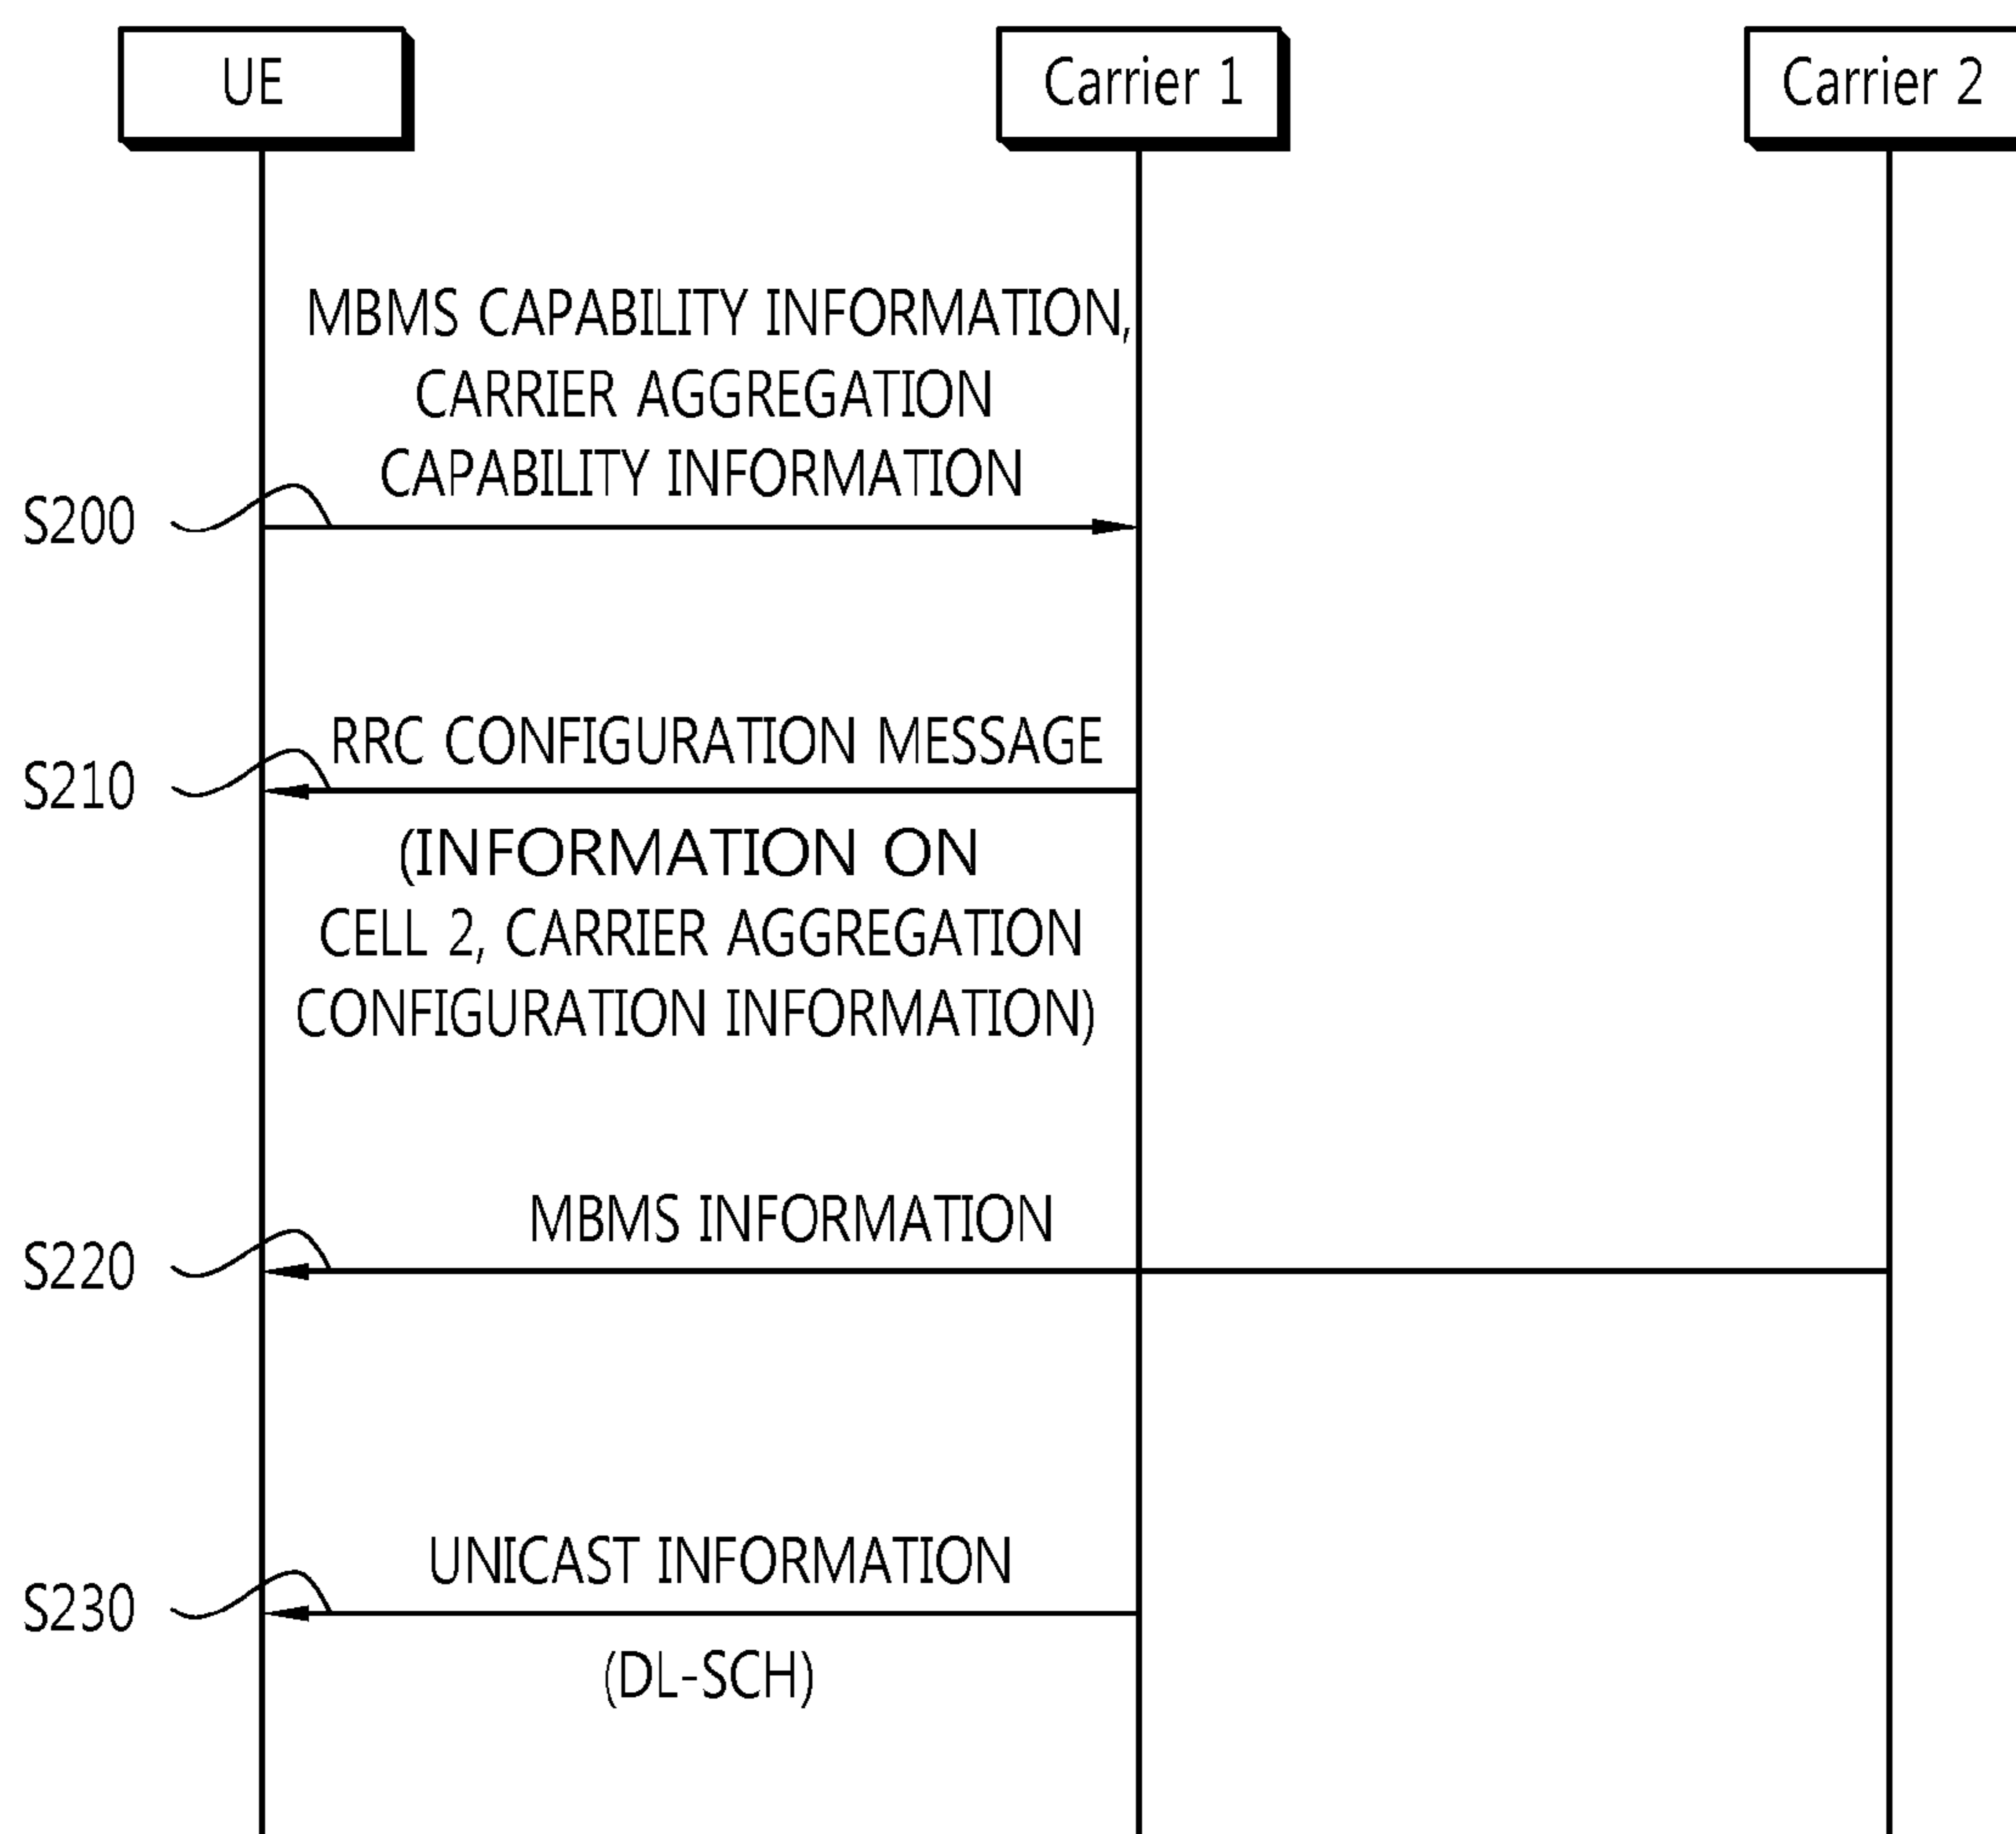 UE
Carrier 1
Carrier 2
MBMS CAPABILITY INFORMATION,
CARRIER AGGREGATION
CAPABILITY INFORMATION
S200
RRC CONFIGURATION MESSAGE
S210
(INFORMATION ON
CELL 2, CARRIER AGGREGATION
CONFIGURATION INFORMATION)
MBMS INFORMATION
S220
UNICAST INFORMATION
S230
(DL-SCH)